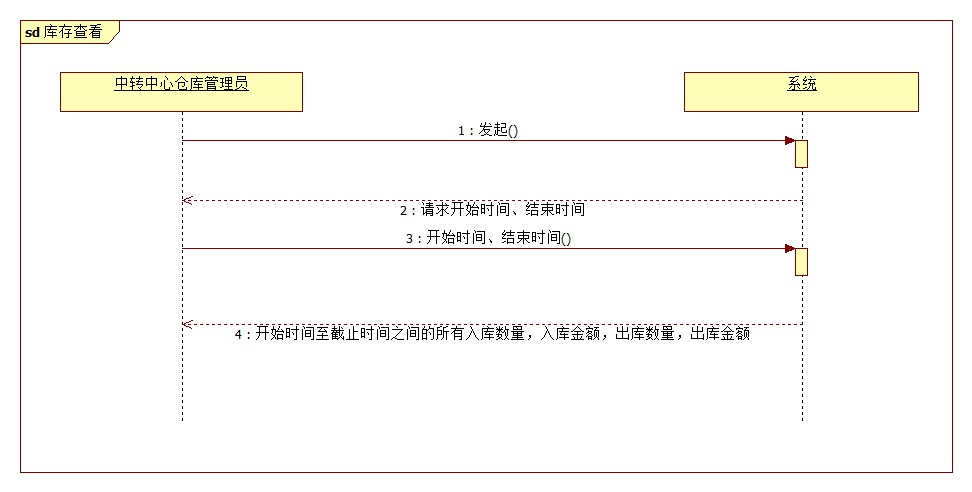 sd 库存查看
中转中心仓库管理员
系统
1 : 发起()
2 : 请求开始时间、结束时间
3 : 开始时间、结束时间()
4 : 开始时间至截止时间之间的所有入库数量，入库金额，出库数量，出库金额